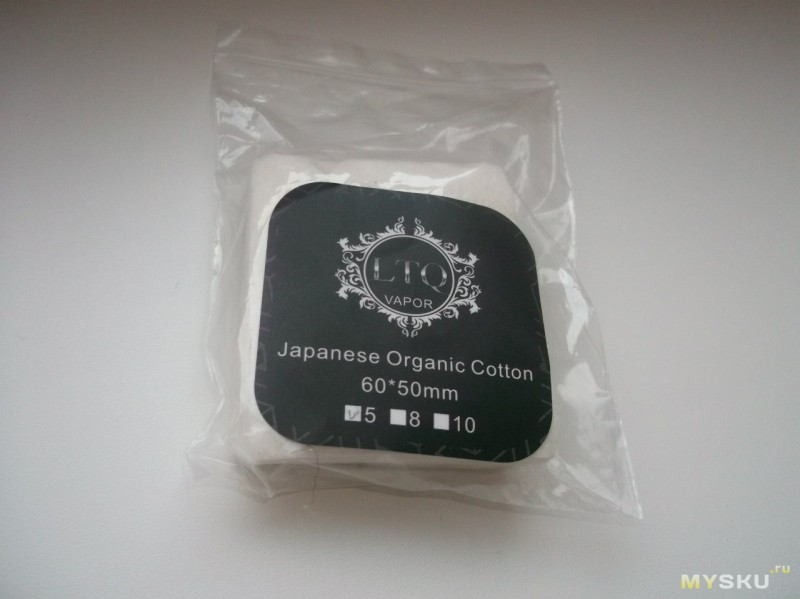 LTQ
VAPOR
Japanese Organic Cotton
60*50mm
5 8 10
MYSKU.ru